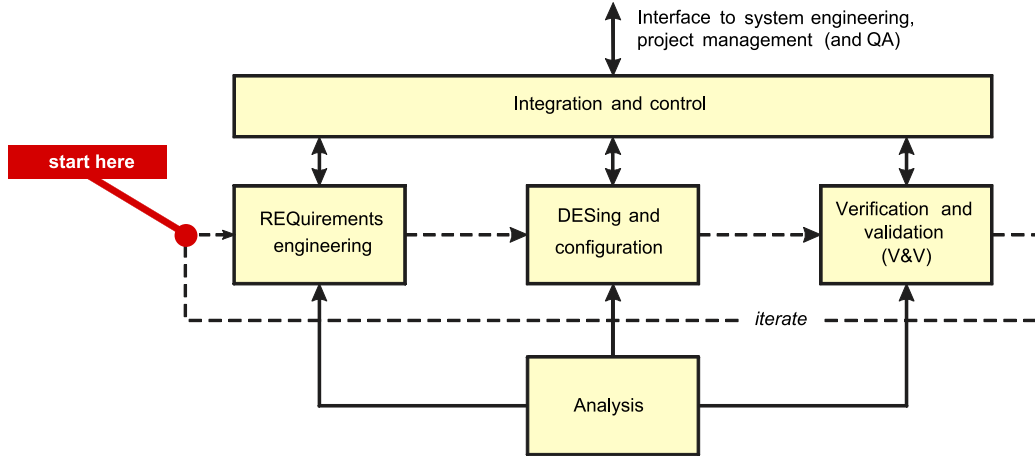 Interface to system engineering,
project management (and QA)
Integration and control
start here
REQuirements
engineering
DESing and
configuration
Verification and
validation
(V&V)
iterate
Analysis